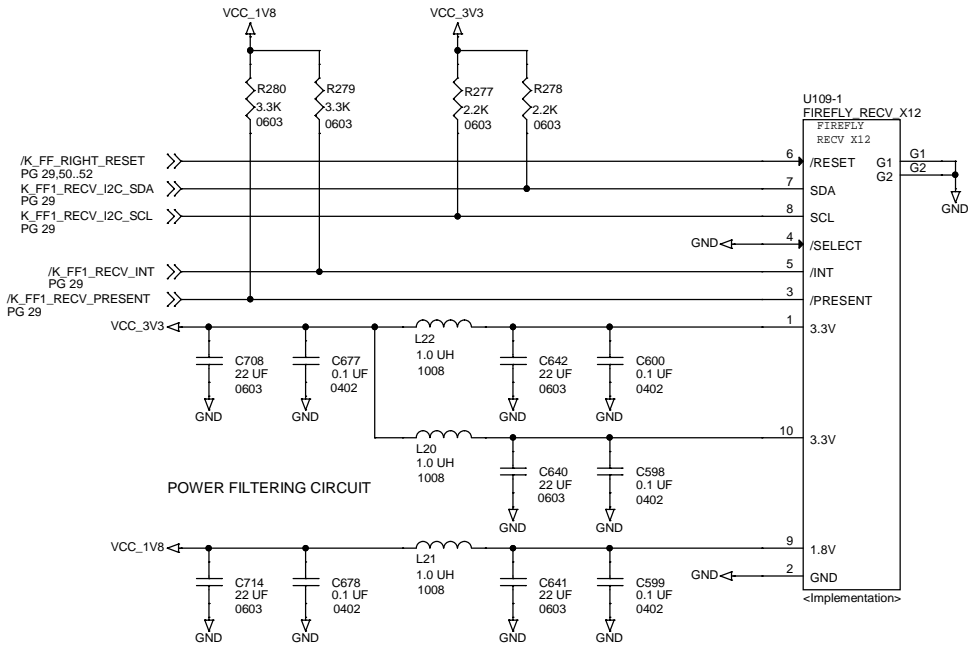 VCC_1V8
VCC_3V3
R280
3.3K
0603
R279
3.3K
0603
R277
2.2K
0603
R278
2.2K
0603
U109-1
FIREFLY_RECV_X12
FIREFLY
RECV X12
/K_FF_RIGHT_RESET
PG 29,50..52
6
/RESET
G1
G1
G2
G2
GND
K_FF1_RECV_I2C_SDA
PG 29
7
SDA
K_FF1_RECV_I2C_SCL
PG 29
8
SCL
GND
4
/SELECT
/K_FF1_RECV_INT
PG 29
5
/INT
/K_FF1_RECV_PRESENT
PG 29
3
/PRESENT
VCC_3V3
1
3.3V
L22
1.0 UH
1008
C708
22 UF
0603
GND
C677
0.1 UF
0402
GND
C642
22 UF
0603
GND
C600
0.1 UF
0402
GND
10
3.3V
L20
1.0 UH
1008
C640
22 UF
0603
GND
C598
0.1 UF
0402
GND
POWER FILTERING CIRCUIT
VCC_1V8
9
1.8V
L21
1.0 UH
1008
GND
2
GND
C714
22 UF
0603
GND
C678
0.1 UF
0402
GND
C641
22 UF
0603
GND
C599
0.1 UF
0402
GND
<Implementation>